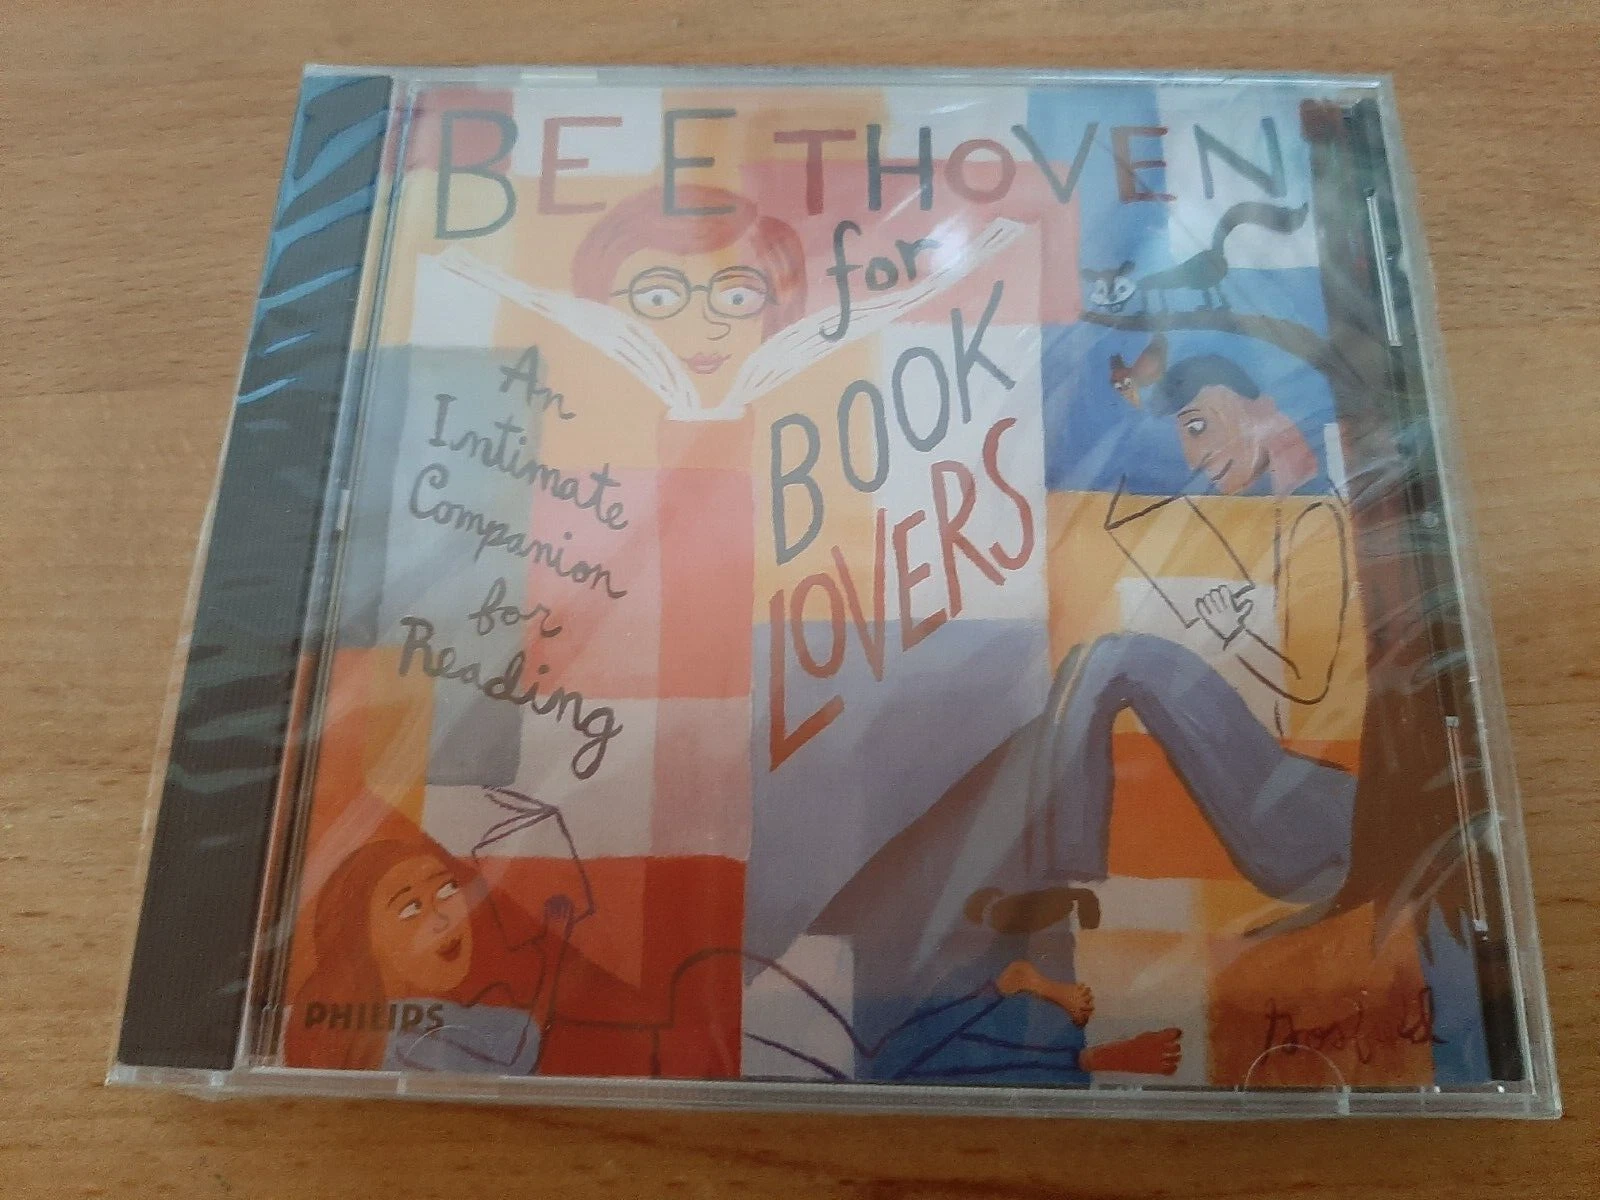 BEETHOVEN
for
BOOK
LOVERS
An
Intimate
Companion
for
Reading
PHILIPS